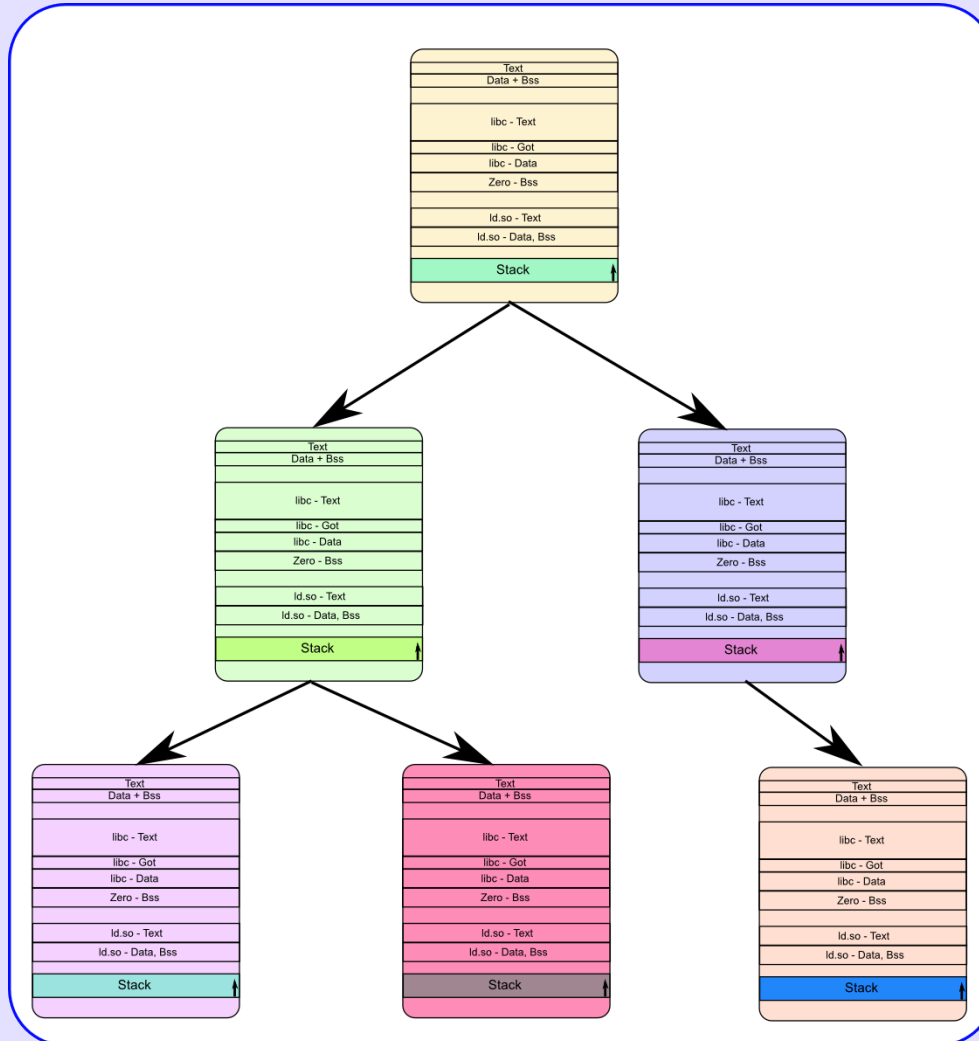 Text
Data + Bss
libc - Text
libc - Got
libc - Data
Zero - Bss
ld.so - Text
ld.so - Data, Bss
Stack
Text
Data + Bss
libc - Text
libc - Got
libc - Data
Zero - Bss
ld.so - Text
ld.so - Data, Bss
Stack
Text
Data + Bss
libc - Text
libc - Got
libc - Data
Zero - Bss
ld.so - Text
ld.so - Data, Bss
Stack
Text
Data + Bss
libc - Text
libc - Got
libc - Data
Zero - Bss
ld.so - Text
ld.so - Data, Bss
Stack
Text
Data + Bss
libc - Text
libc - Got
libc - Data
Zero - Bss
ld.so - Text
ld.so - Data, Bss
Stack
Text
Data + Bss
libc - Text
libc - Got
libc - Data
Zero - Bss
ld.so - Text
ld.so - Data, Bss
Stack